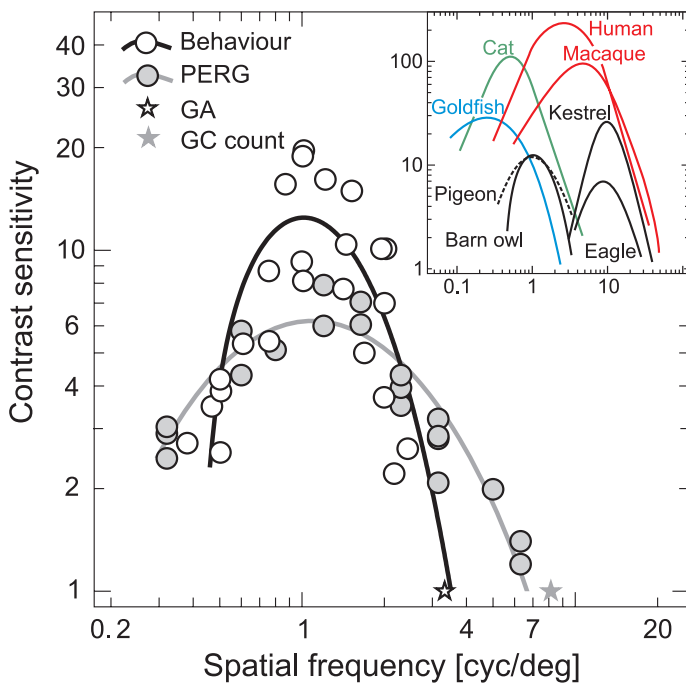 40
30
20
10
6
4
2
1
Contrast sensitivity
Behaviour
PERG
GA
GC count
0.2
1
4
7
20
Spatial frequency [cyc/deg]
100
10
1
0.1
1
10
Human
Cat
Macaque
Goldfish
Kestrel
Pigeon
Barn owl
Eagle